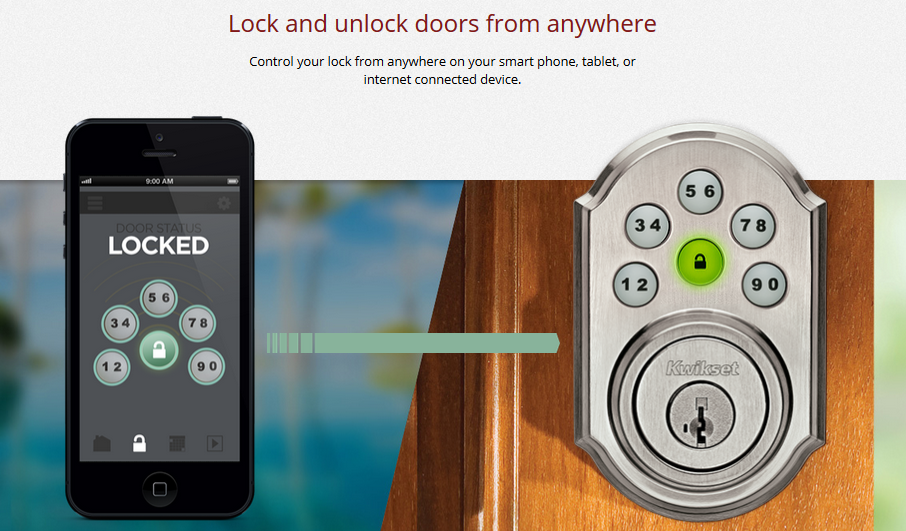 Lock and unlock doors from anywhere
Control your lock from anywhere on your smart phone, tablet, or
internet connected device.
9:00 AM
DOOR STATUS
LOCKED
5 6
3 4
7 8
1 2
9 0
5 6
3 4
7 8
1 2
9 0
Kwikset